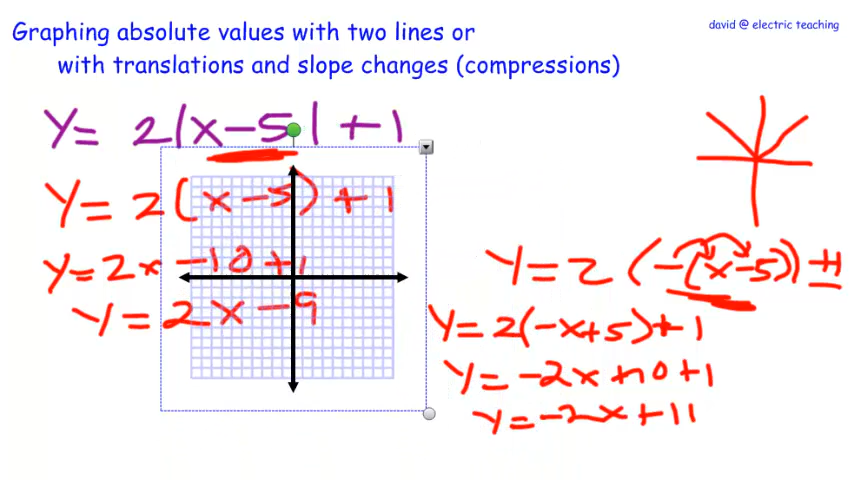 Graphing absolute values with two lines or
with translations and slope changes (compressions)
david @ electric teaching
Y= 2|x-5|+1
Y=2(x-5)+1
Y=2x-10+1
Y=2x-9
Y=2(-(x-5))+1
Y=2(-x+5)+1
Y=-2x+10+1
Y=-2x+11